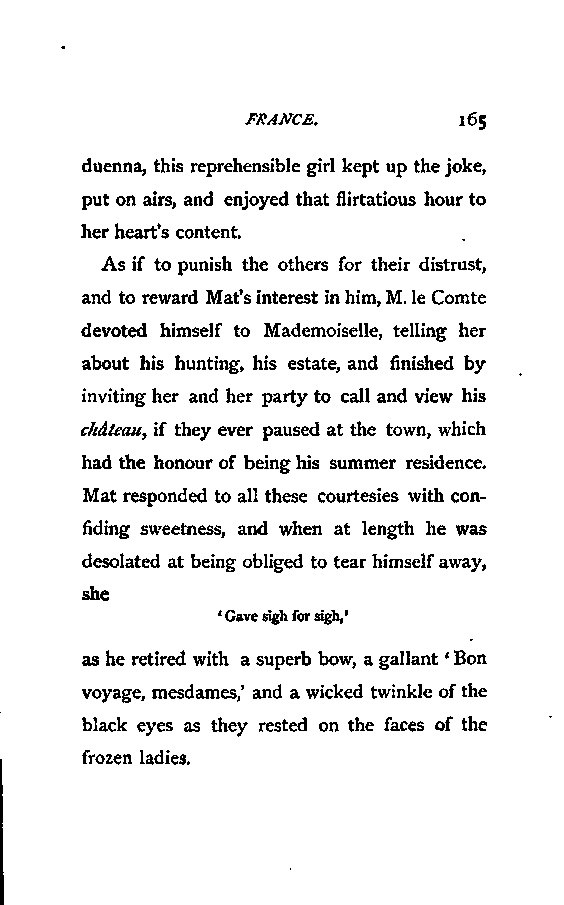 FRANCE. 165
duenna, this reprehensible girl kept up the joke,
put on airs, and enjoyed that flirtatious hour to
her heart's content.
As if to punish the others for their distrust,
and to reward Mat's interest in him, M. le Comte
devoted himself to Mademoiselle, telling her
about his hunting, his estate, and finished by
inviting her and her party to call and view his
château, if they ever paused at the town, which
had the honour of being his summer residence.
Mat responded to all these courtesies with con-
fiding sweetness, and when at length he was
desolated at being obliged to tear himself away,
she
'Gave sigh for sigh,'
as he retired with a superb bow, a gallant 'Bon
voyage, mesdames,' and a wicked twinkle of the
black eyes as they rested on the faces of the
frozen ladies.